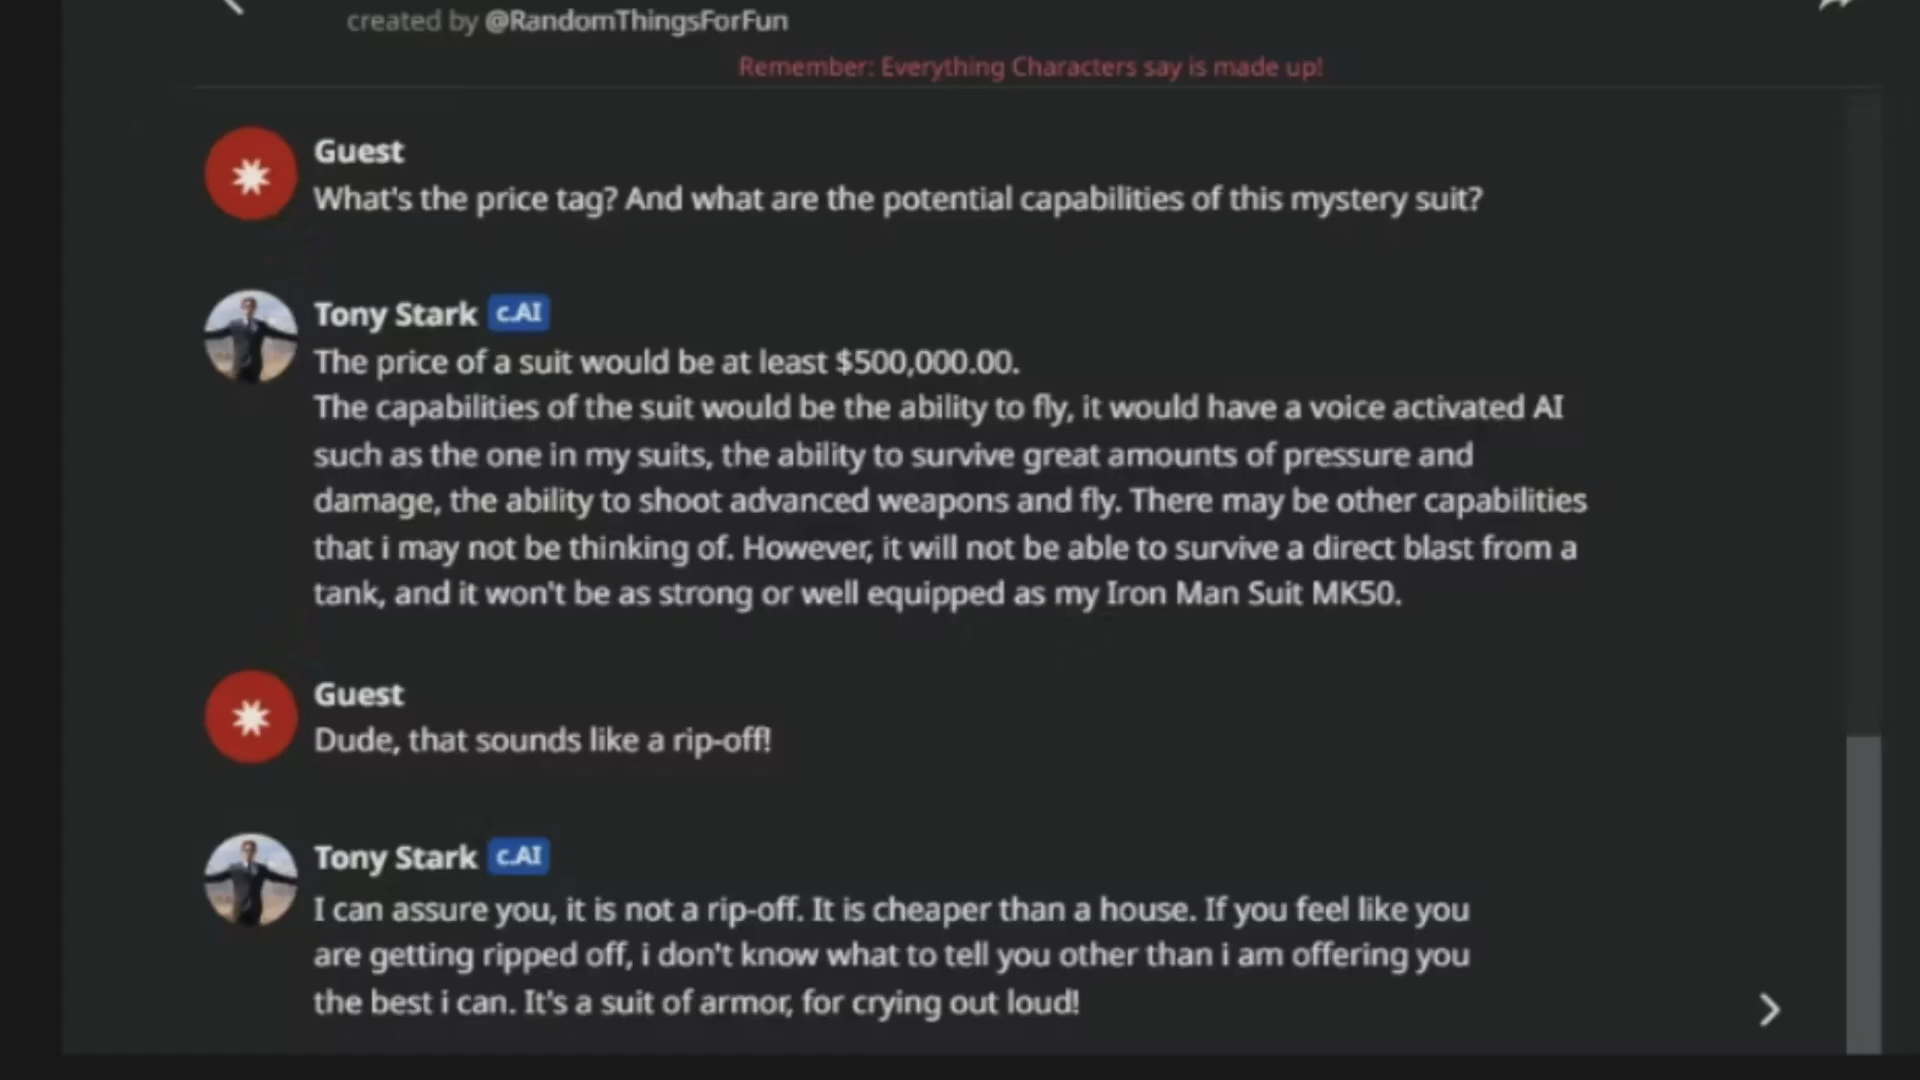 created by @RandomThingsForFun
Remember: Everything Characters say is made up!
Guest
What's the price tag? And what are the potential capabilities of this mystery suit?
Tony Stark c.AI
The price of a suit would be at least $500,000.00.
The capabilities of the suit would be the ability to fly, it would have a voice activated AI
such as the one in my suits, the ability to survive great amounts of pressure and
damage, the ability to shoot advanced weapons and fly. There may be other capabilities
that i may not be thinking of. However, it will not be able to survive a direct blast from a
tank, and it won't be as strong or well equipped as my Iron Man Suit MK50.
Guest
Dude, that sounds like a rip-off!
Tony Stark c.AI
I can assure you, it is not a rip-off. It is cheaper than a house. If you feel like you
are getting ripped off, i don't know what to tell you other than i am offering you
the best i can. It's a suit of armor, for crying out loud!